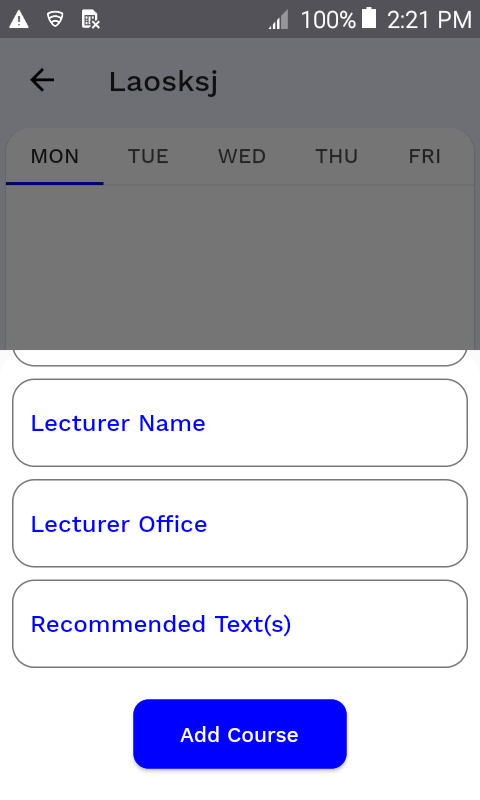 100% 2:21 PM
Laosksj
MON TUE WED THU FRI
Lecturer Name
Lecturer Office
Recommended Text(s)
Add Course